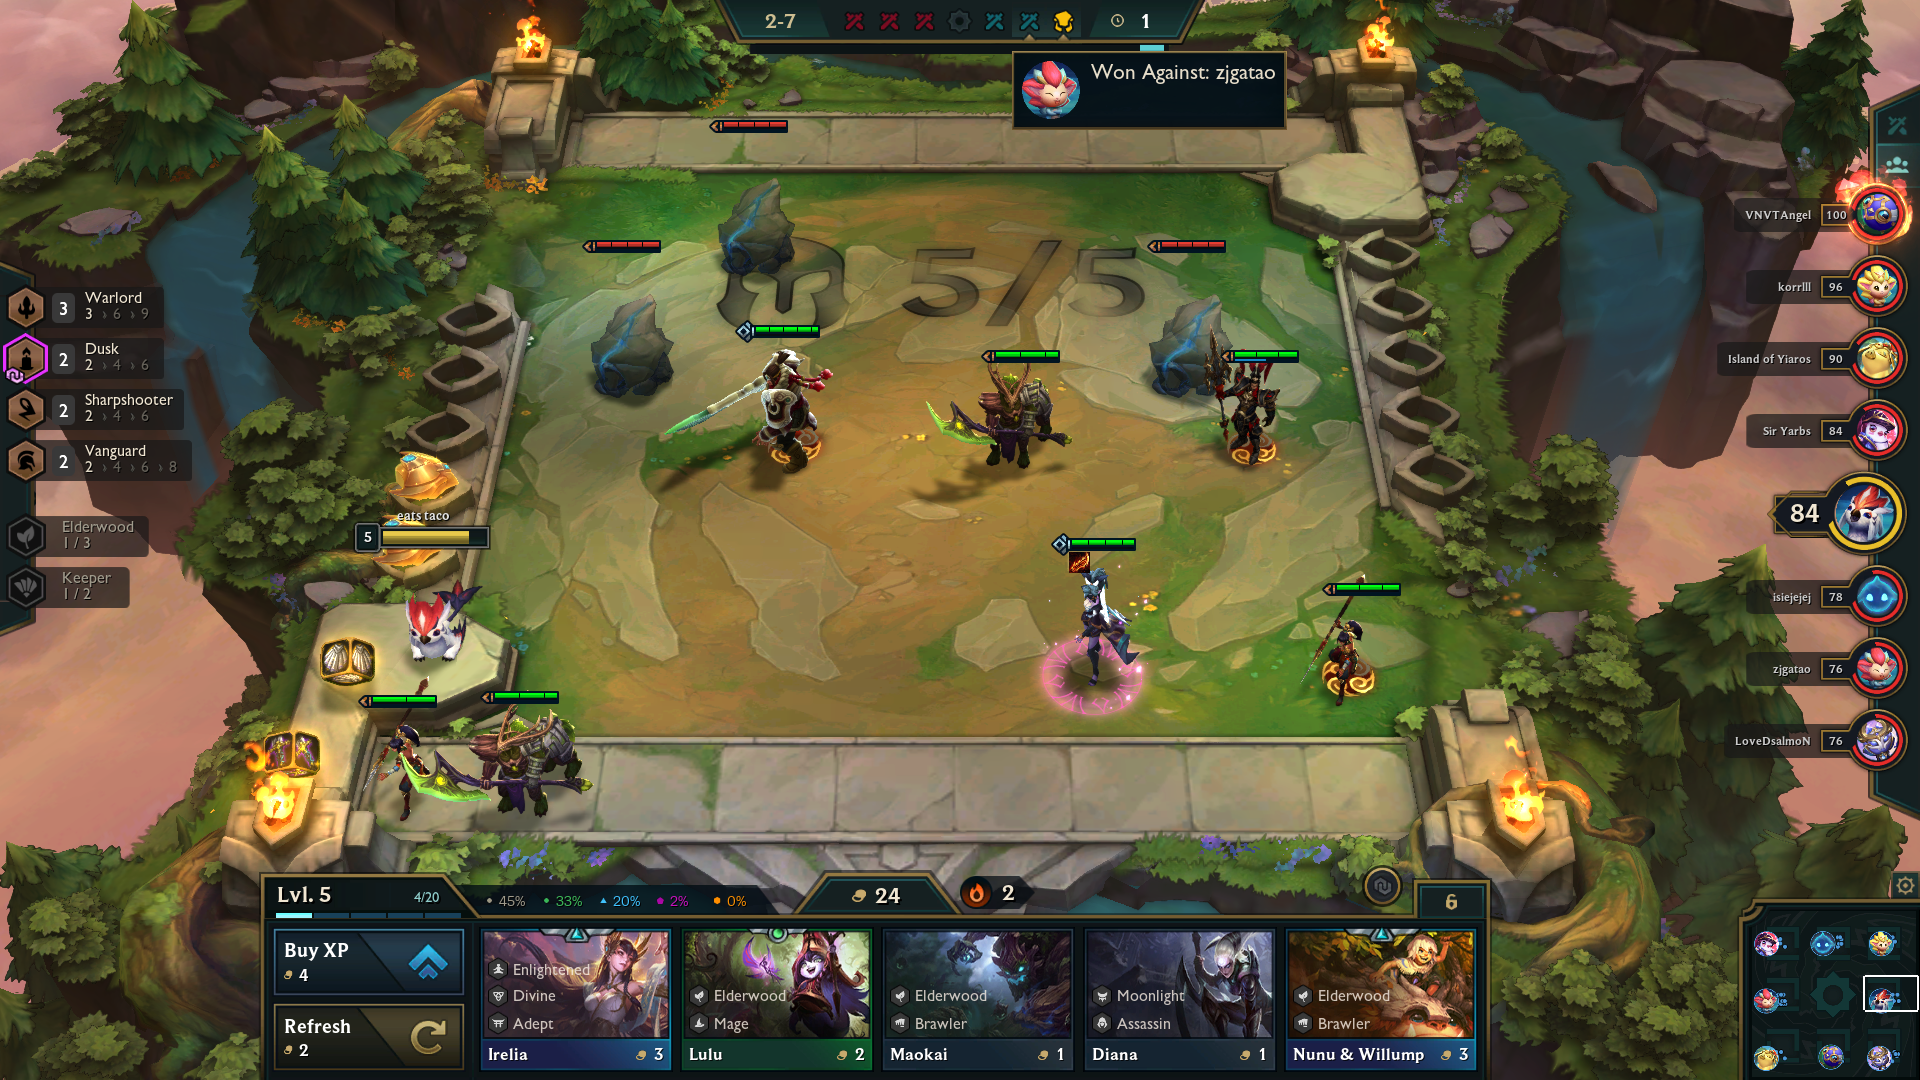 2-7
1
Won Against: zjgatao
5/5
3
Warlord
3 › 6 › 9
2
Dusk
2 › 4 › 6
2
Sharpshooter
2 › 4 › 6
2
Vanguard
2 › 4 › 6 › 8
Elderwood
1 / 3
Keeper
1 / 2
VNVTAngel
100
korrlll
96
Island of Yiaros
90
Sir Yarbs
84
84
isiejejej
78
zjgatao
76
LoveDsalmoN
76
eats taco
5
Lvl. 5
4/20
45%
33%
20%
2%
0%
24
2
6
Buy XP
4
Refresh
2
Enlightened
Divine
Adept
Irelia
3
Elderwood
Mage
Lulu
2
Elderwood
Brawler
Maokai
1
Moonlight
Assassin
Diana
1
Elderwood
Brawler
Nunu & Willump
3